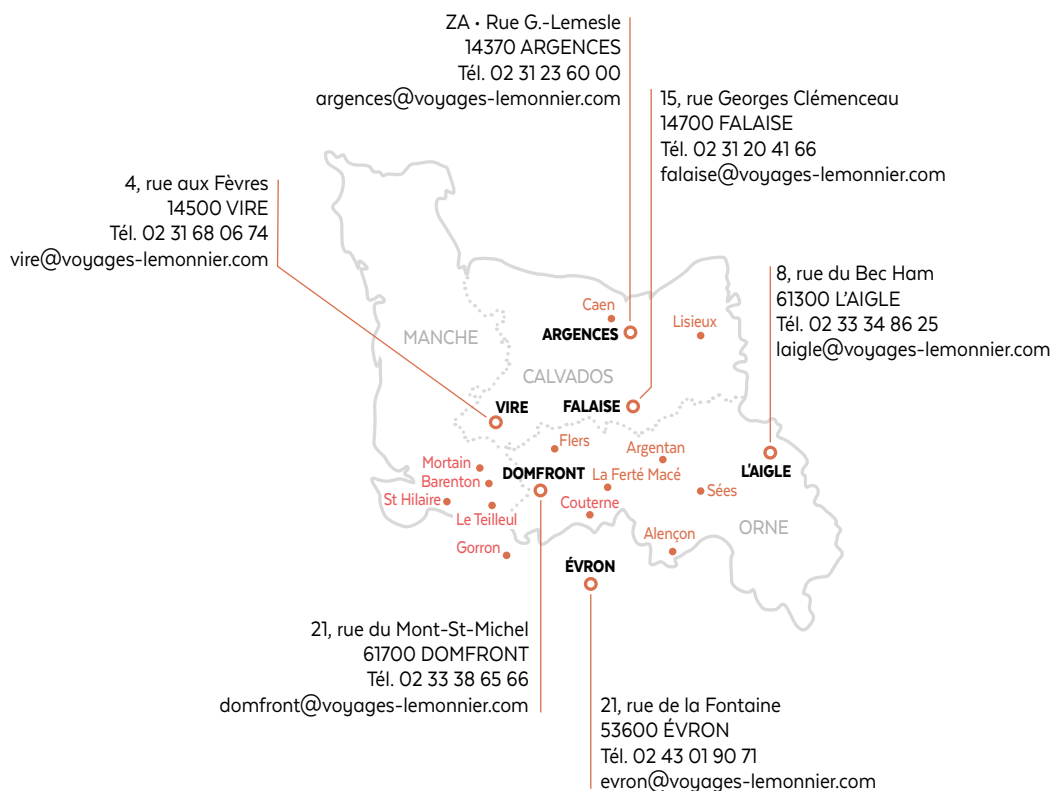 ZA • Rue G.-Lemesle
14370 ARGENCES
Tél. 02 31 23 60 00
argences@voyages-lemonnier.com
15, rue Georges Clémenceau
14700 FALAISE
Tél. 02 31 20 41 66
falaise@voyages-lemonnier.com
4, rue aux Fèvres
14500 VIRE
Tél. 02 31 68 06 74
vire@voyages-lemonnier.com
8, rue du Bec Ham
61300 L'AIGLE
Tél. 02 33 34 86 25
laigle@voyages-lemonnier.com
Caen
Lisieux
MANCHE
ARGENCES
CALVADOS
VIRE
FALAISE
Flers
Argentan
Mortain
DOMFRONT
La Ferté Macé
L'AIGLE
Barenton
Sées
St Hilaire
Le Teilleul
Couterne
ORNE
Alençon
Gorron
ÉVRON
21, rue du Mont-St-Michel
61700 DOMFRONT
Tél. 02 33 38 65 66
domfront@voyages-lemonnier.com
21, rue de la Fontaine
53600 ÉVRON
Tél. 02 43 01 90 71
evron@voyages-lemonnier.com